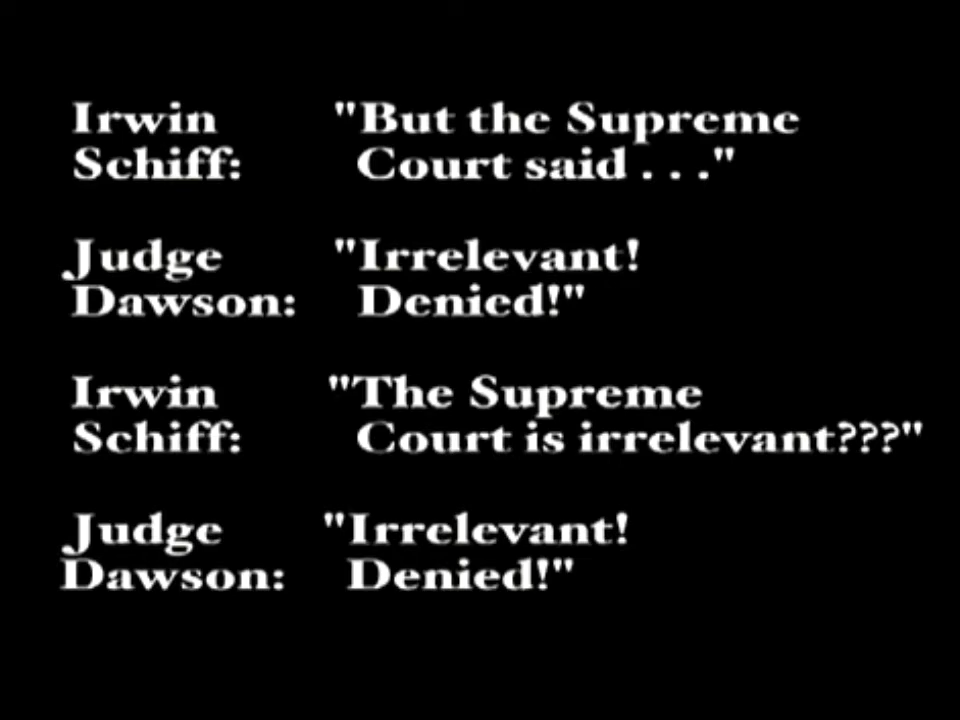 Irwin "But the Supreme
Schiff: Court said . . ."
Judge "Irrelevant!
Dawson: Denied!"
Irwin "The Supreme
Schiff: Court is irrelevant???"
Judge "Irrelevant!
Dawson: Denied!"